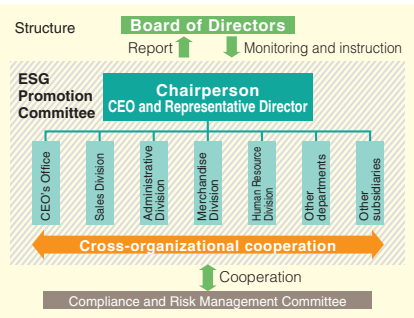 Structure
Board of Directors
Report
Monitoring and instruction
ESG
Promotion
Committee
Chairperson
CEO and Representative Director
CEO's Office
Sales Division
Administrative
Division
Merchandise
Division
Human Resource
Division
Other
departments
Other
subsidiaries
Cross-organizational cooperation
Cooperation
Compliance and Risk Management Committee